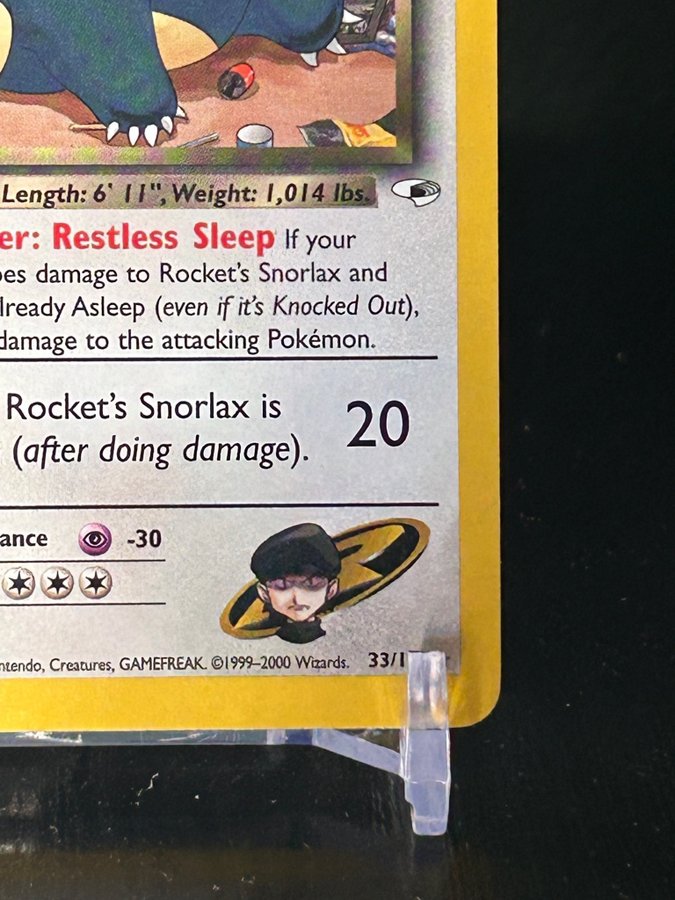 Length: 6' 11", Weight: 1,014 lbs.
er: Restless Sleep If your
oes damage to Rocket's Snorlax and
lready Asleep (even if it's Knocked Out),
damage to the attacking Pokémon.
Rocket's Snorlax is 20
(after doing damage).
ance -30
ntendo, Creatures, GAMEFREAK. ©1999–2000 Wizards. 33/1